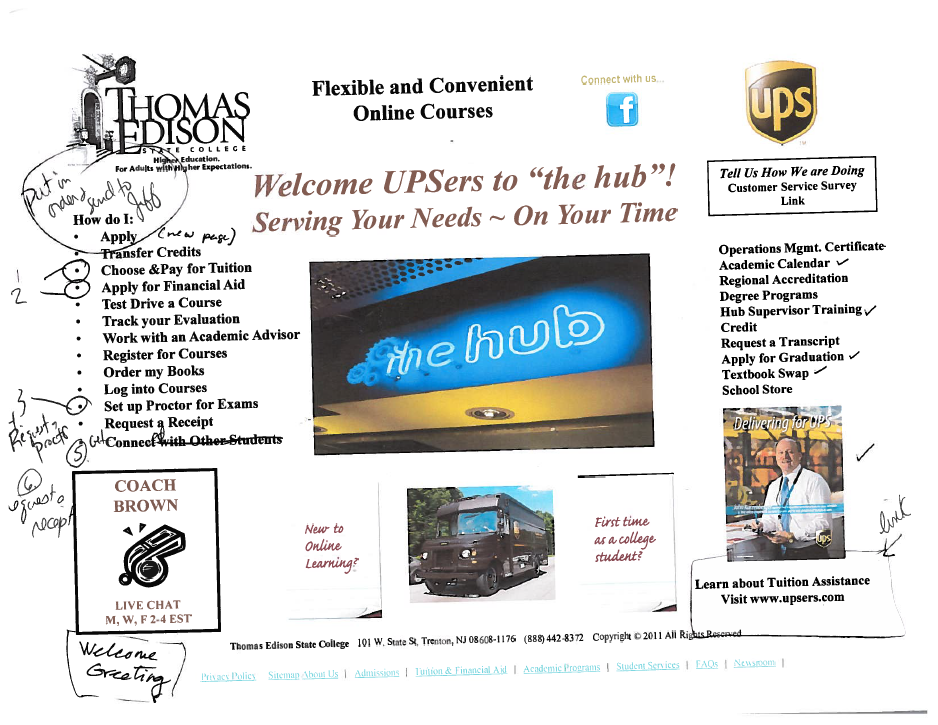 THOMAS
EDISON
STATE COLLEGE
Higher Education.
For Adults with Higher Expectations.
Flexible and Convenient
Online Courses
Connect with us...
f
ups
TM
Put in
order & send to
Jeff
Welcome UPSers to “the hub”!
Serving Your Needs ~ On Your Time
Tell Us How We are Doing
Customer Service Survey
Link
How do I:
• Apply (new page)
• Transfer Credits
1 • Choose &Pay for Tuition
2 • Apply for Financial Aid
• Test Drive a Course
• Track your Evaluation
• Work with an Academic Advisor
• Register for Courses
• Order my Books
• Log into Courses
3 • Set up Proctor for Exams
• Request a Receipt
5 Get Connected with Other Students
Request
6
request a
receipt
the hub
Operations Mgmt. Certificate
Academic Calendar ✓
Regional Accreditation
Degree Programs
Hub Supervisor Training ✓
Credit
Request a Transcript
Apply for Graduation ✓
Textbook Swap ✓
School Store
Delivering for UPS
ups
✓
link
COACH
BROWN
LIVE CHAT
M, W, F 2-4 EST
New to
Online
Learning?
First time
as a college
student?
Learn about Tuition Assistance
Visit www.upsers.com
Welcome
Greeting
Thomas Edison State College 101 W. State St, Trenton, NJ 08608-1176 (888) 442-8372 Copyright © 2011 All Rights Reserved
Privacy Policy Sitemap About Us | Admissions | Tuition & Financial Aid | Academic Programs | Student Services | FAQs | Newsroom |